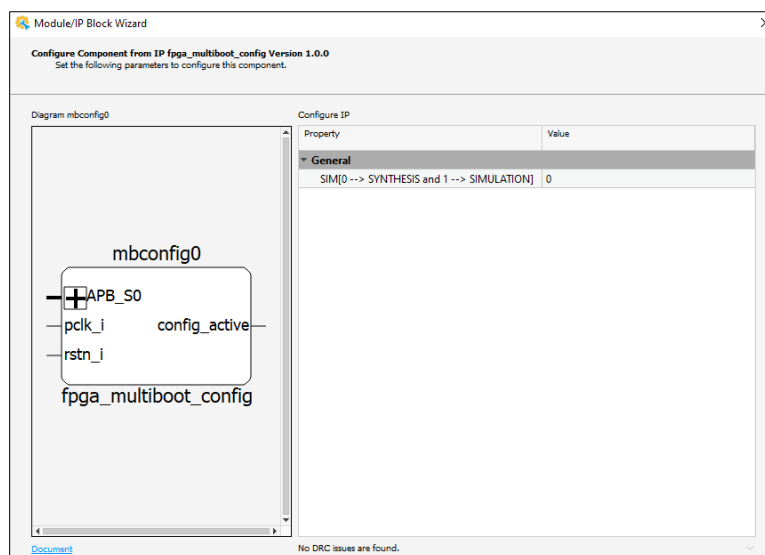 Module/IP Block Wizard
Configure Component from IP fpga_multiboot_config Version 1.0.0
Set the following parameters to configure this component.
Diagram mbconfig0
Configure IP
Property Value
General
SIM[0 --> SYNTHESIS and 1 --> SIMULATION] 0
mbconfig0
APB_S0
pclk_i config_active
rstn_i
fpga_multiboot_config
Document
No DRC issues are found.